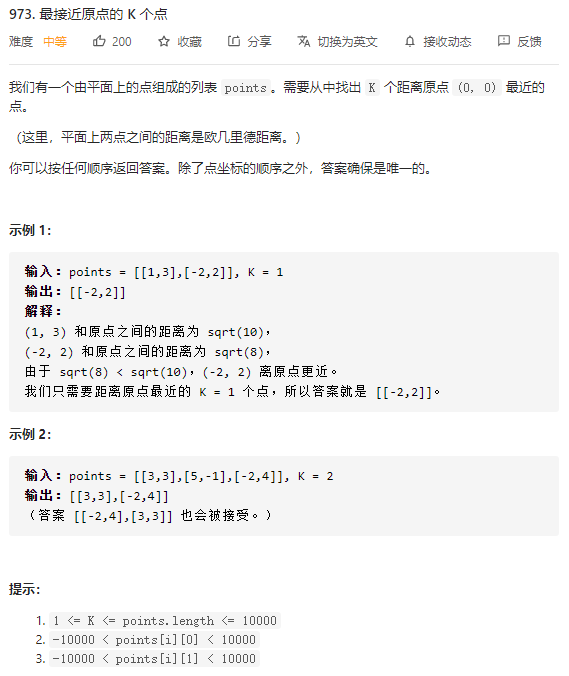 973. 最接近原点的 K 个点
难度 中等 200 收藏 分享 切换为英文 接收动态 反馈
我们有一个由平面上的点组成的列表 points。需要从中找出 K 个距离原点 (0, 0) 最近的
点。
（这里，平面上两点之间的距离是欧几里德距离。）
你可以按任何顺序返回答案。除了点坐标的顺序之外，答案确保是唯一的。
示例 1：
输入：points = [[1,3],[-2,2]], K = 1
输出：[[-2,2]]
解释：
(1, 3) 和原点之间的距离为 sqrt(10)，
(-2, 2) 和原点之间的距离为 sqrt(8)，
由于 sqrt(8) < sqrt(10)，(-2, 2) 离原点更近。
我们只需要距离原点最近的 K = 1 个点，所以答案就是 [[-2,2]]。
示例 2：
输入：points = [[3,3],[5,-1],[-2,4]], K = 2
输出：[[3,3],[-2,4]]
（答案 [[-2,4],[3,3]] 也会被接受。）
提示：
1. 1 <= K <= points.length <= 10000
2. -10000 < points[i][0] < 10000
3. -10000 < points[i][1] < 10000